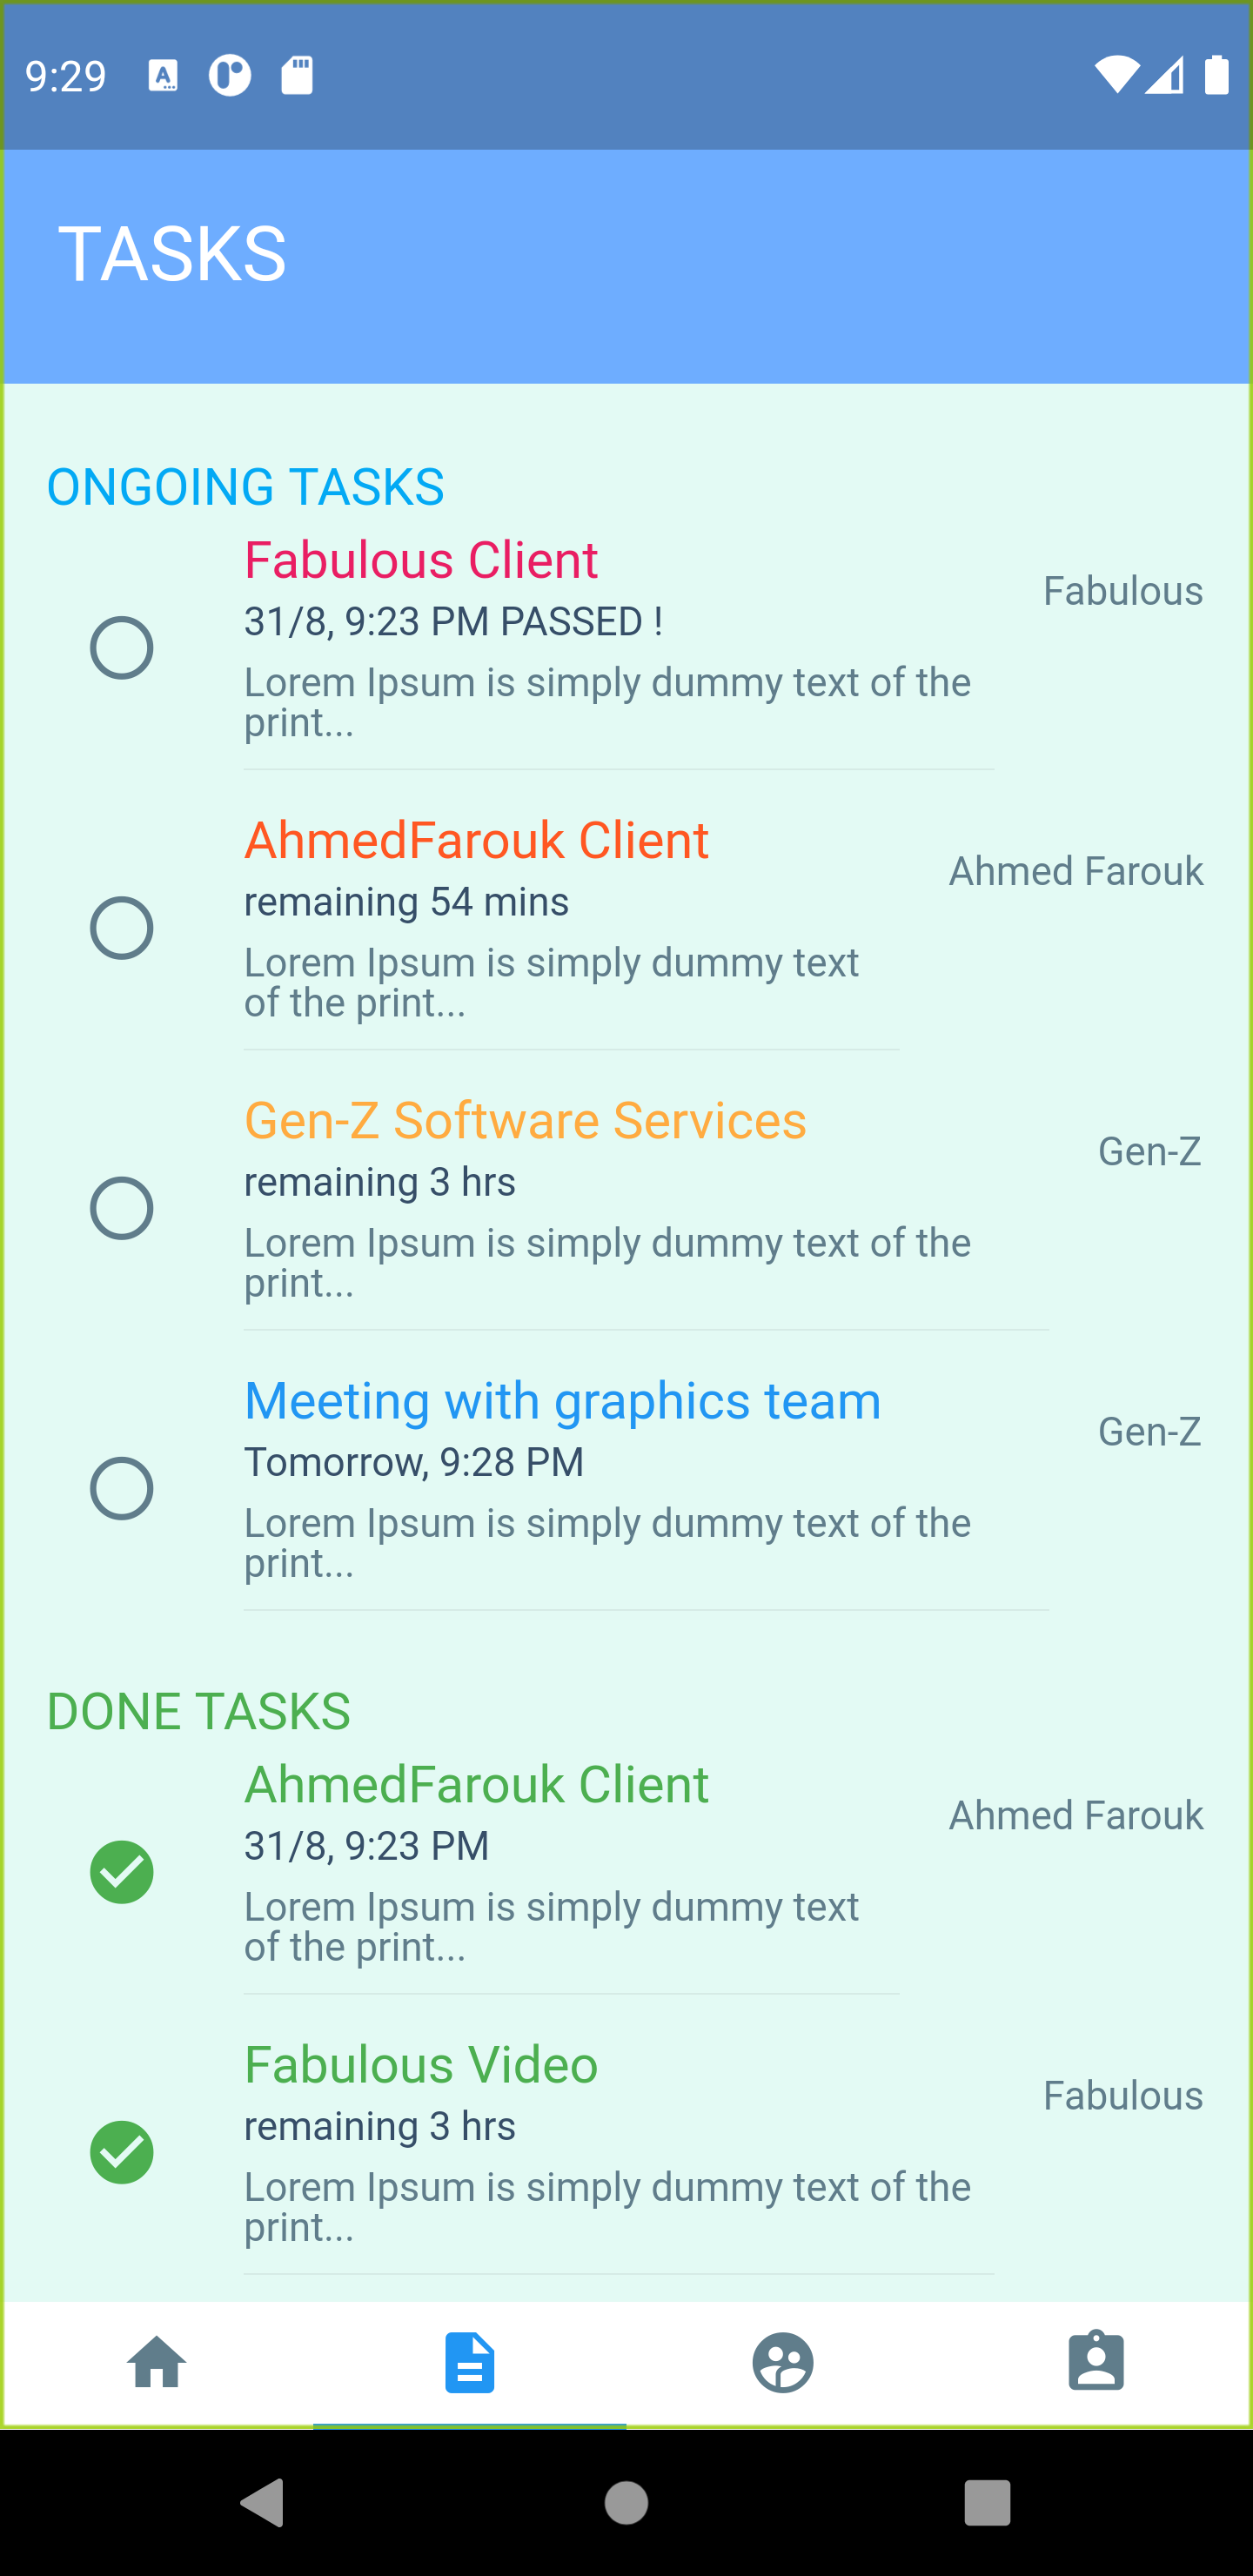 9:29
TASKS
ONGOING TASKS
Fabulous Client
Fabulous
31/8, 9:23 PM PASSED !
Lorem Ipsum is simply dummy text of the
print...
AhmedFarouk Client
Ahmed Farouk
remaining 54 mins
Lorem Ipsum is simply dummy text
of the print...
Gen-Z Software Services
Gen-Z
remaining 3 hrs
Lorem Ipsum is simply dummy text of the
print...
Meeting with graphics team
Gen-Z
Tomorrow, 9:28 PM
Lorem Ipsum is simply dummy text of the
print...
DONE TASKS
AhmedFarouk Client
Ahmed Farouk
31/8, 9:23 PM
Lorem Ipsum is simply dummy text
of the print...
Fabulous Video
Fabulous
remaining 3 hrs
Lorem Ipsum is simply dummy text of the
print...